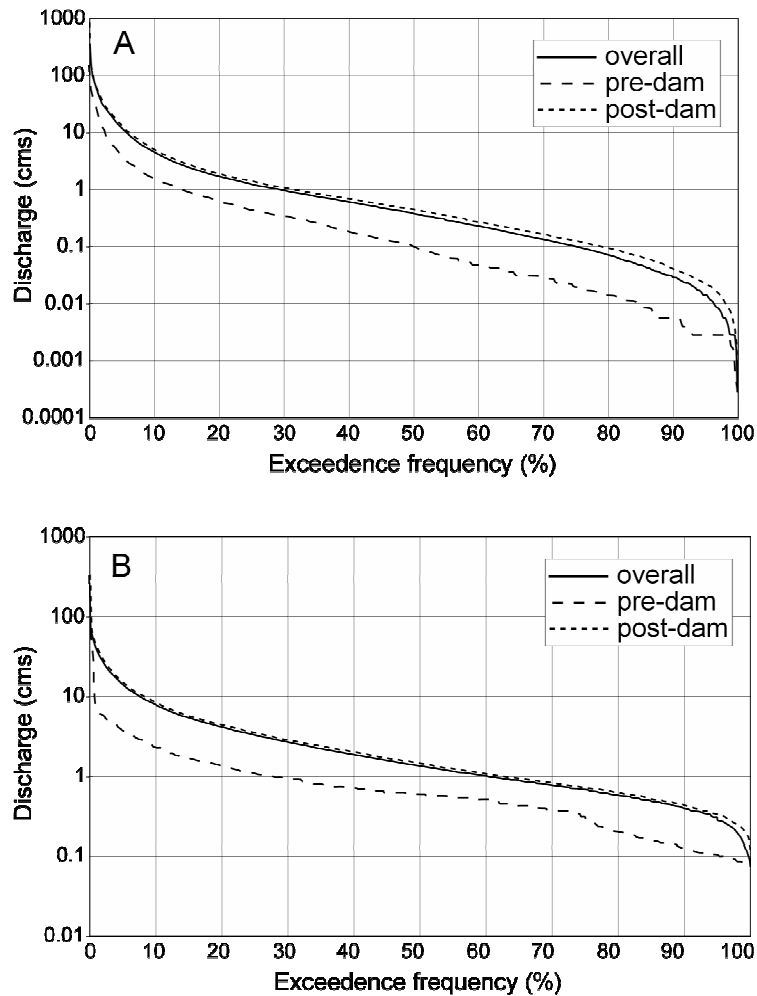 1000
A
overall
pre-dam
post-dam
100
10
1
0.1
0.01
0.001
0.0001
Discharge (cms)
0 10 20 30 40 50 60 70 80 90 100
Exceedence frequency (%)
1000
B
overall
pre-dam
post-dam
100
10
1
0.1
0.01
Discharge (cms)
0 10 20 30 40 50 60 70 80 90 100
Exceedence frequency (%)